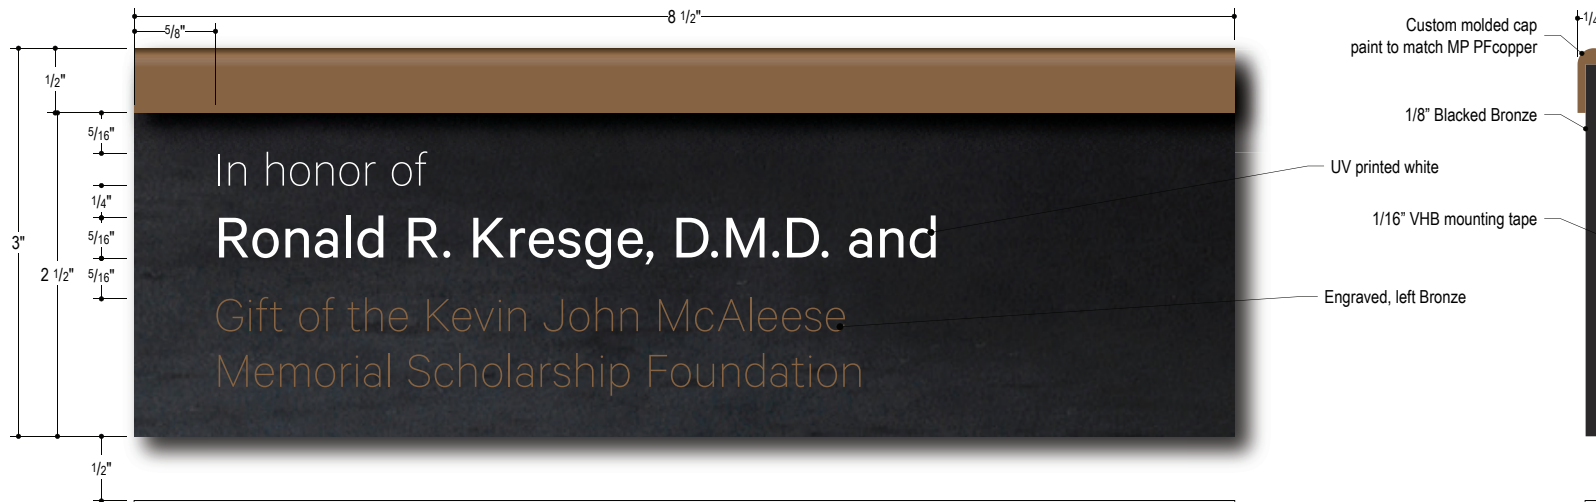 8 1/2"
5/8"
1/2"
5/16"
1/4"
5/16"
5/16"
3"
2 1/2"
1/2"
In honor of
Ronald R. Kresge, D.M.D. and
Gift of the Kevin John McAleese
Memorial Scholarship Foundation
Custom molded cap
paint to match MP PFcopper
1/8" Blacked Bronze
UV printed white
1/16" VHB mounting tape
Engraved, left Bronze